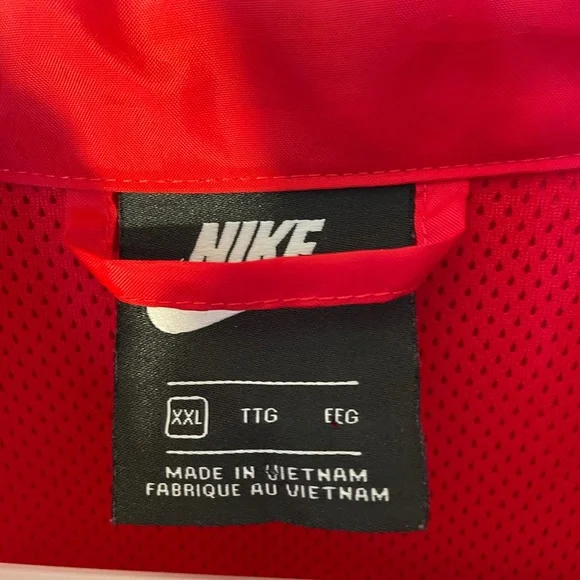 NIKE
XXL TTG EEG
MADE IN VIETNAM
FABRIQUE AU VIETNAM